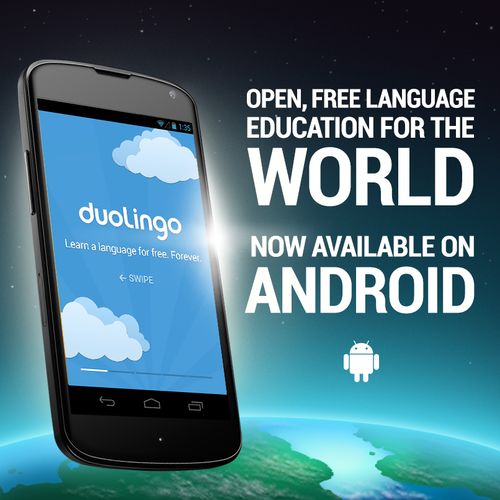 1:35
duolingo
Learn a language for free. Forever.
← SWIPE
OPEN, FREE LANGUAGE
EDUCATION FOR THE
WORLD
NOW AVAILABLE ON
ANDROID